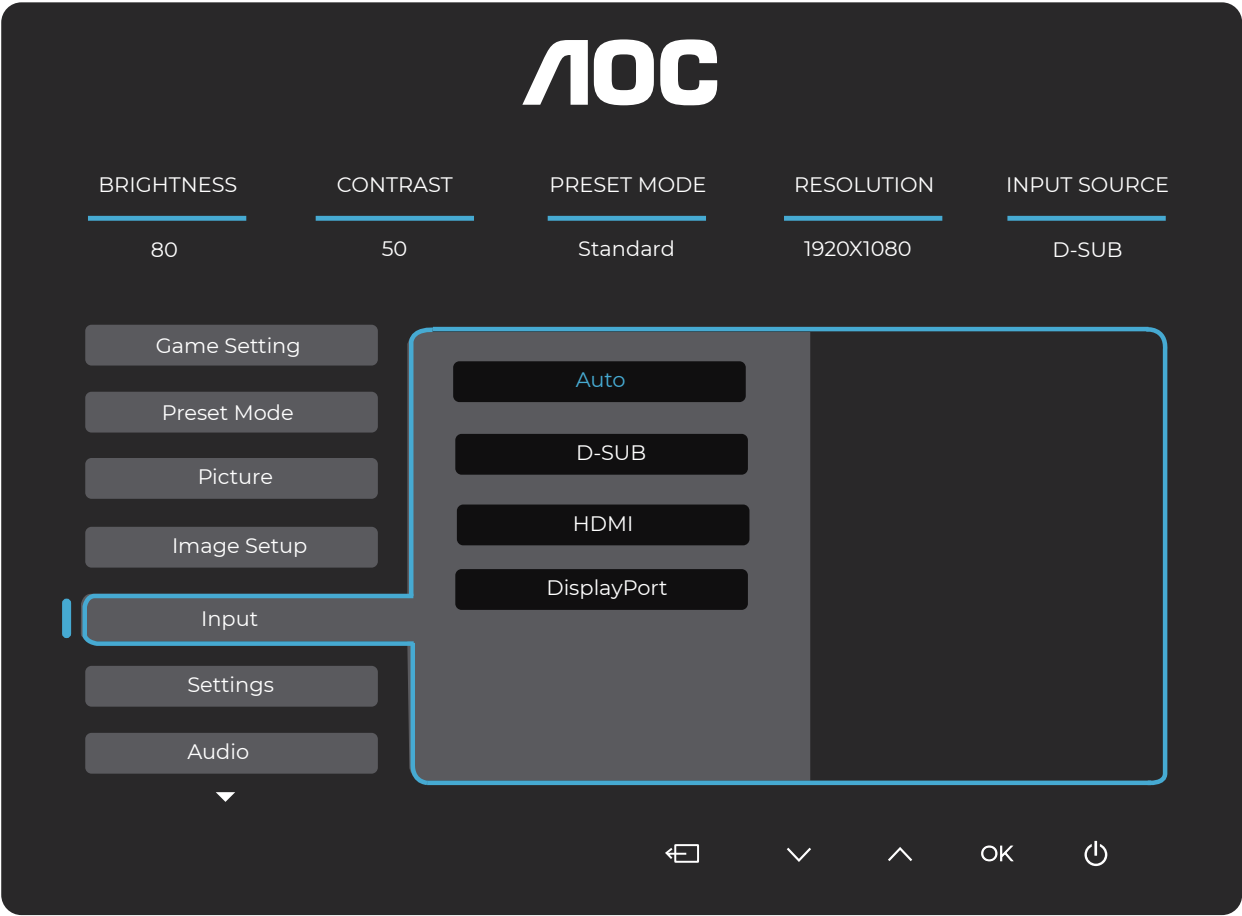 AOC
BRIGHTNESS CONTRAST PRESET MODE RESOLUTION INPUT SOURCE
80 50 Standard 1920X1080 D-SUB
Game Setting
Preset Mode
Picture
Image Setup
Input
Settings
Audio
Auto
D-SUB
HDMI
DisplayPort
OK